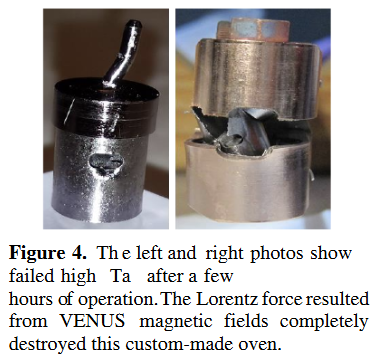 Figure 4. Th e left and right photos show
failed high Ta after a few
hours of operation. The Lorentz force resulted
from VENUS magnetic fields completely
destroyed this custom-made oven.